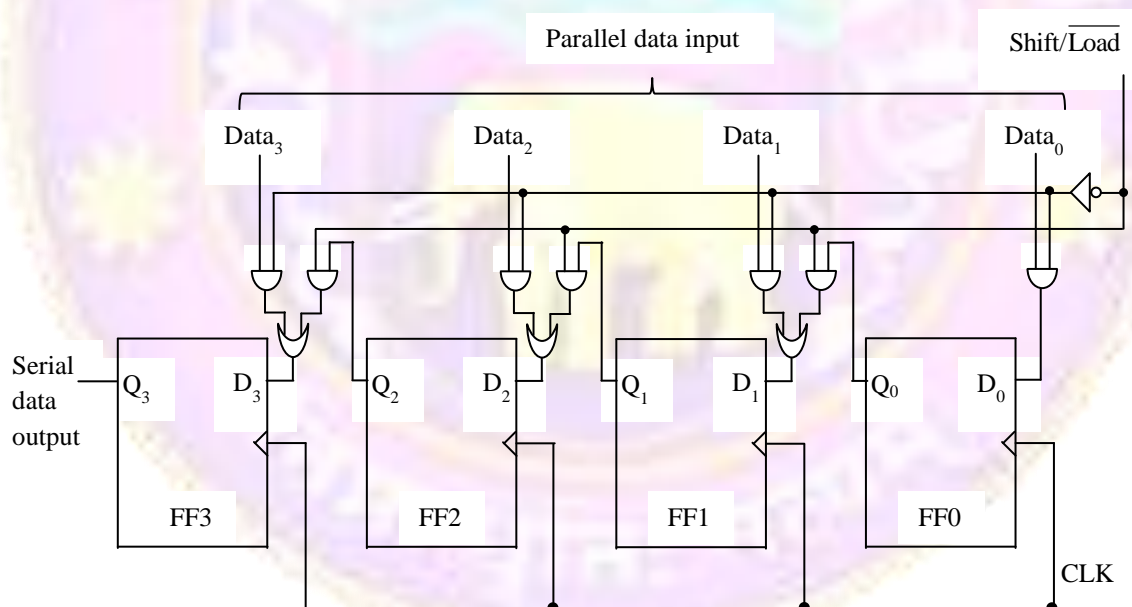 Parallel data input
Shift/L̅o̅a̅d̅
Data₃ Data₂ Data₁ Data₀
Serial
data
output
Q₃ D₃ Q₂ D₂ Q₁ D₁ Q₀ D₀
FF3 FF2 FF1 FF0
CLK